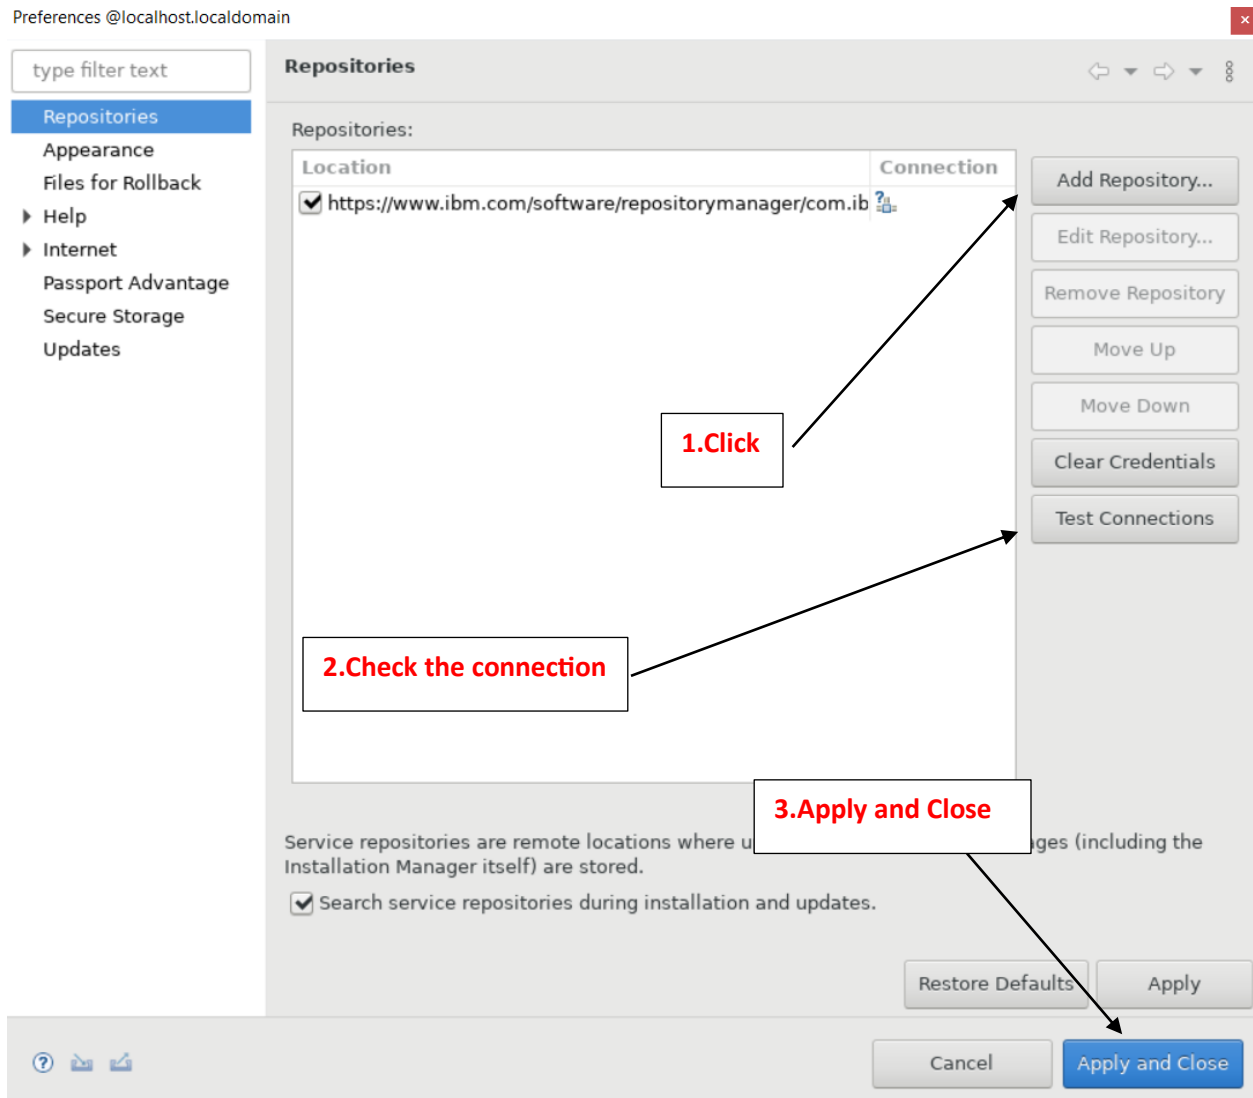 Preferences @localhost.localdomain
type filter text
Repositories
Appearance
Files for Rollback
Help
Internet
Passport Advantage
Secure Storage
Updates
Repositories
Repositories:
Location
Connection
https://www.ibm.com/software/repositorymanager/com.ib
Add Repository...
Edit Repository...
Remove Repository
Move Up
Move Down
Clear Credentials
Test Connections
1.Click
2.Check the connection
3.Apply and Close
Service repositories are remote locations where u ges (including the
Installation Manager itself) are stored.
Search service repositories during installation and updates.
Restore Defaults
Apply
Cancel
Apply and Close